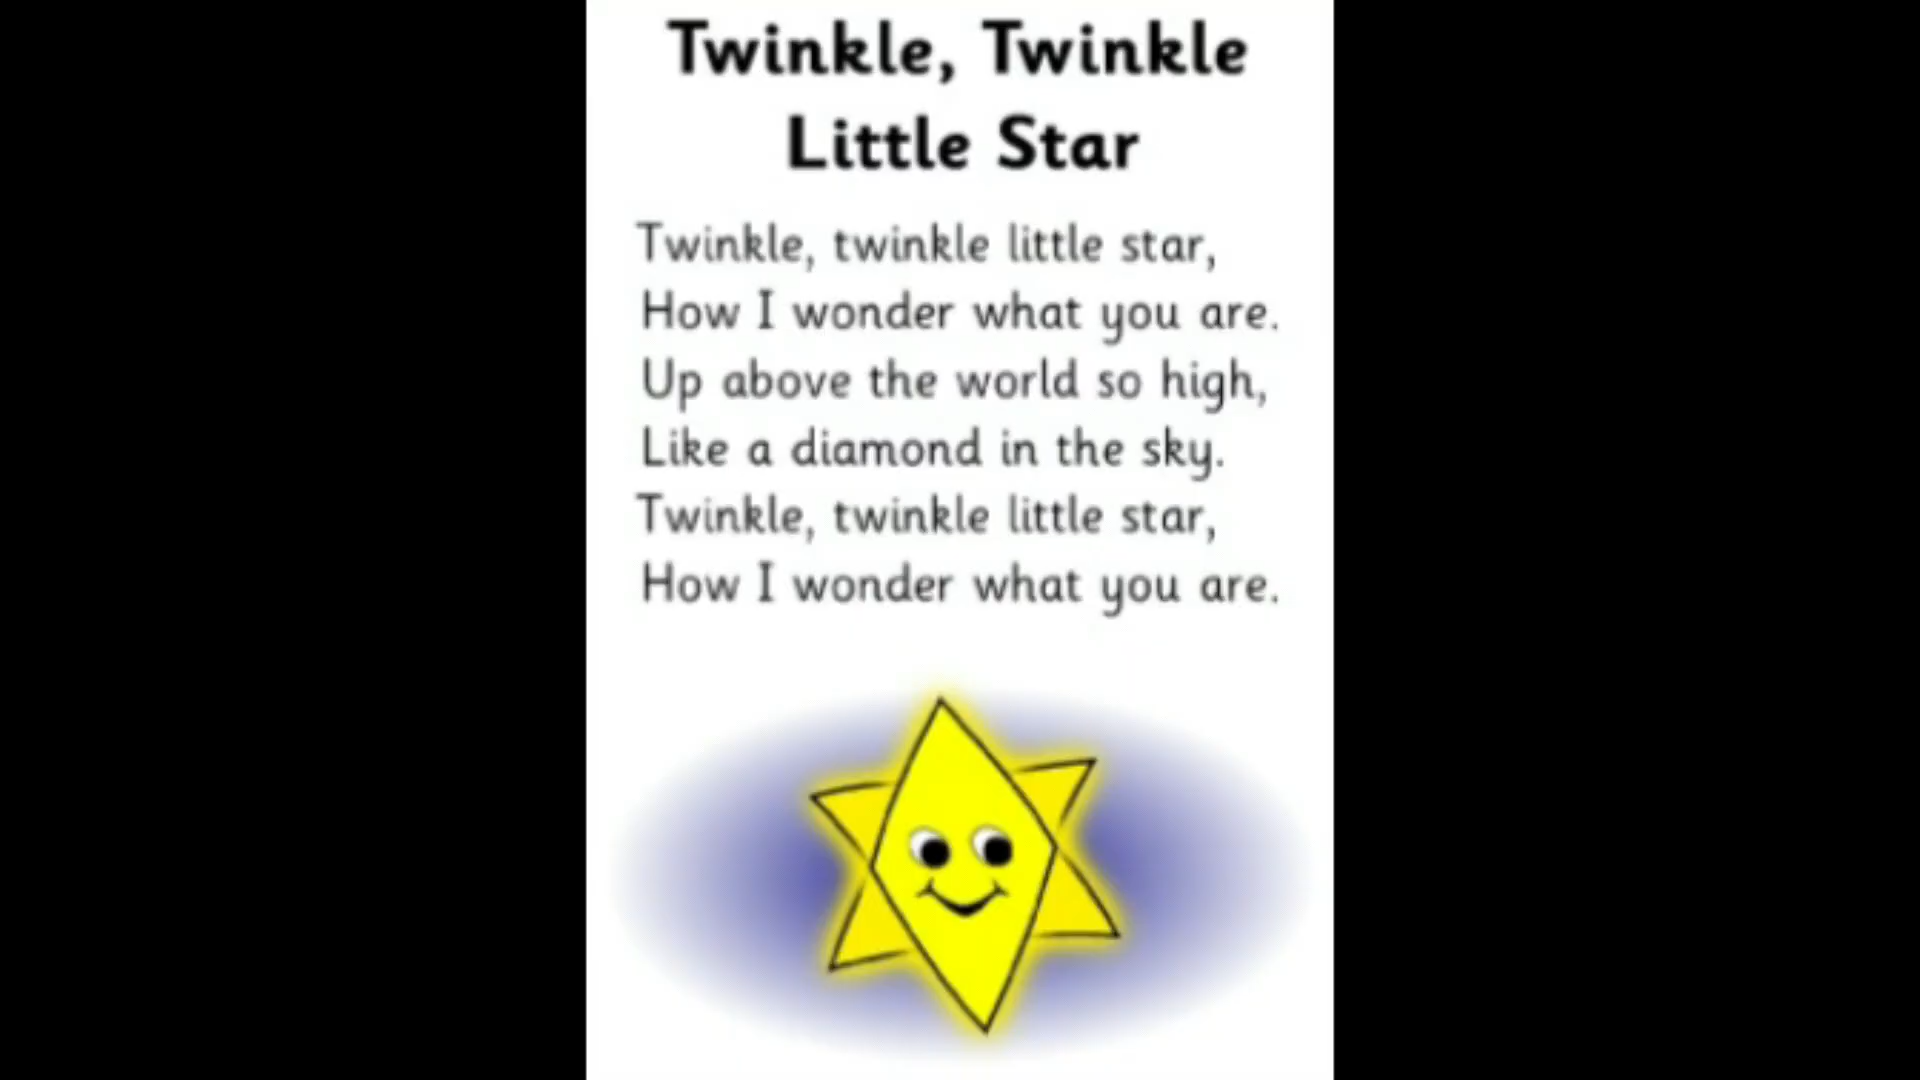 Twinkle, Twinkle
Little Star
Twinkle, twinkle little star,
How I wonder what you are.
Up above the world so high,
Like a diamond in the sky.
Twinkle, twinkle little star,
How I wonder what you are.